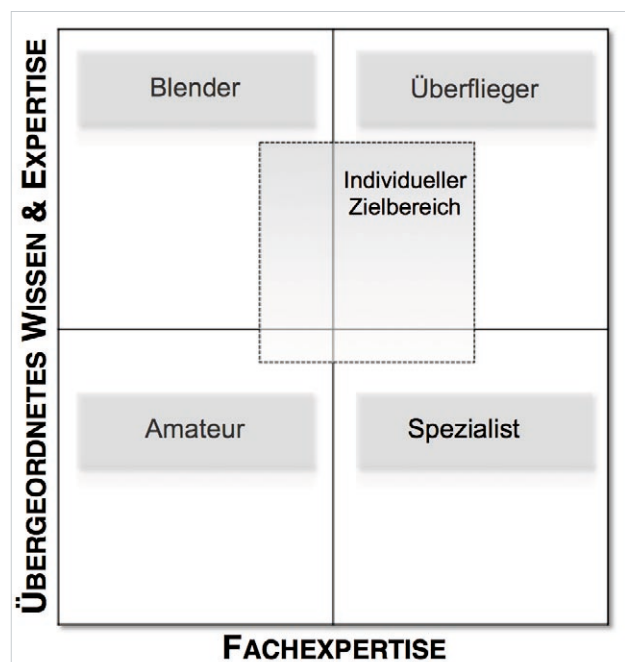 ÜBERGEORDNETES WISSEN & EXPERTISE
Blender
Überflieger
Individueller
Zielbereich
Amateur
Spezialist
FACHEXPERTISE